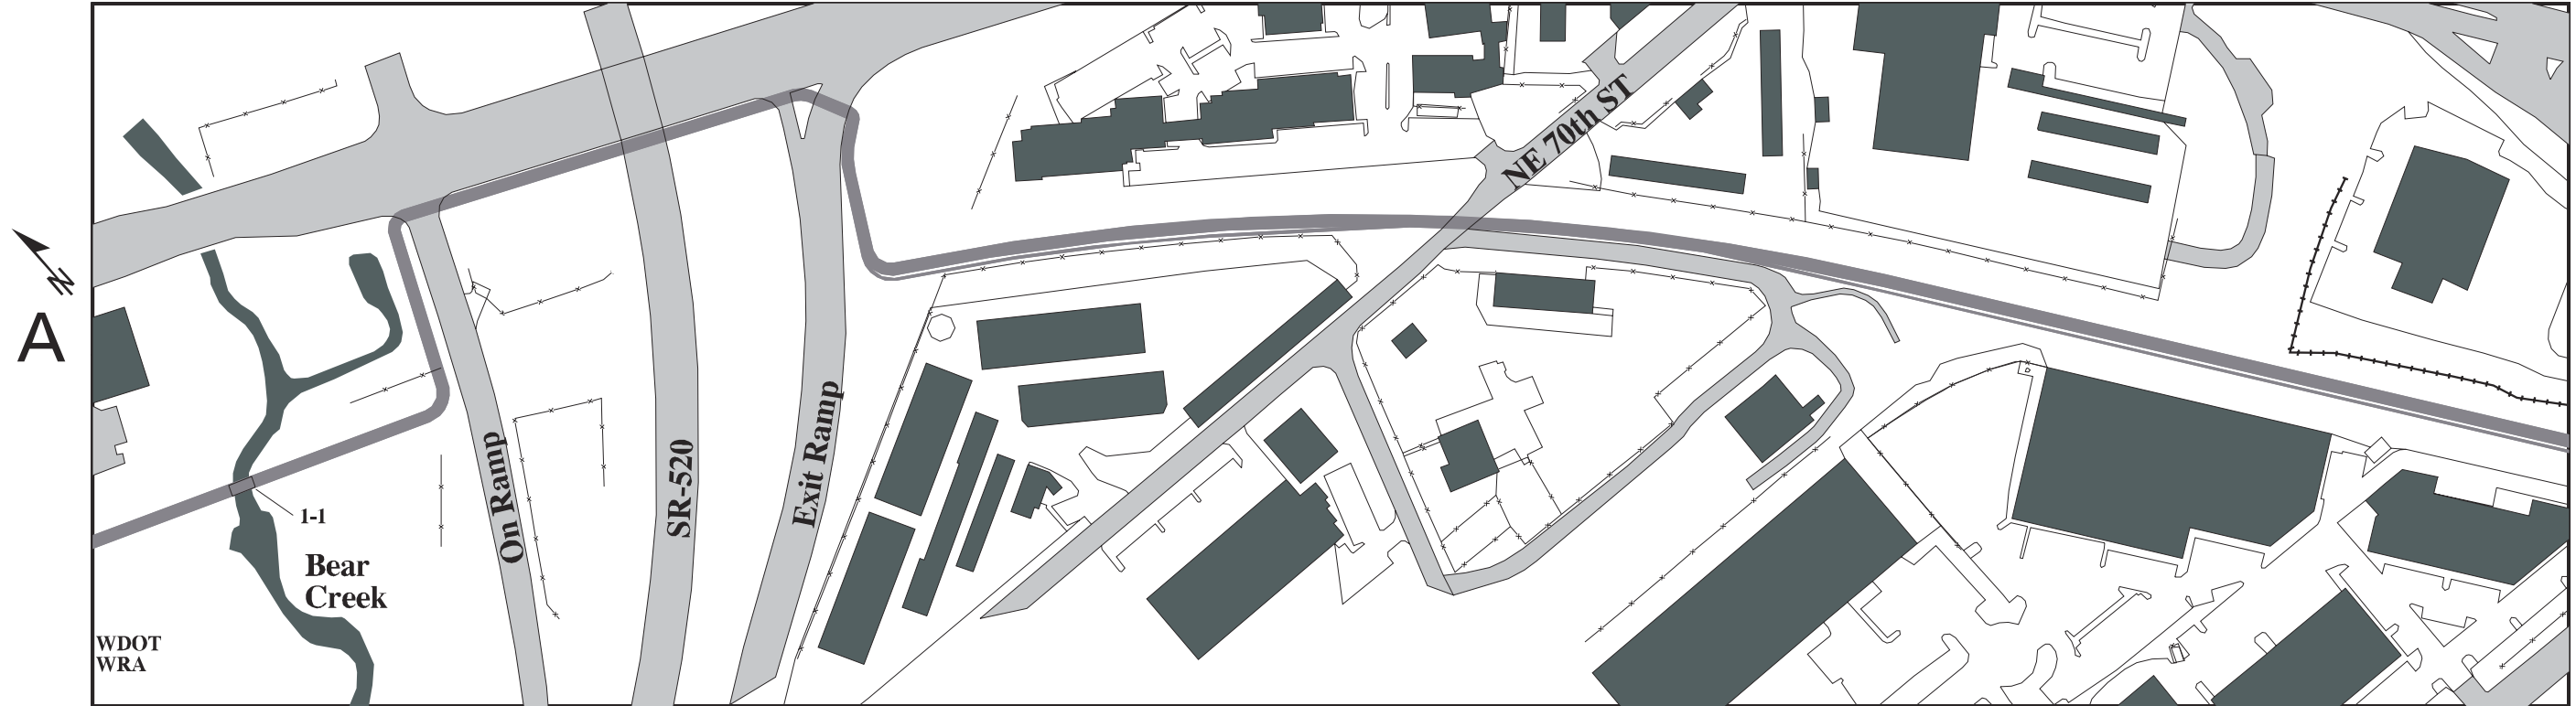 NE 70th ST
N
A
On Ramp
SR-520
Exit Ramp
1-1
Bear
Creek
WDOT
WRA